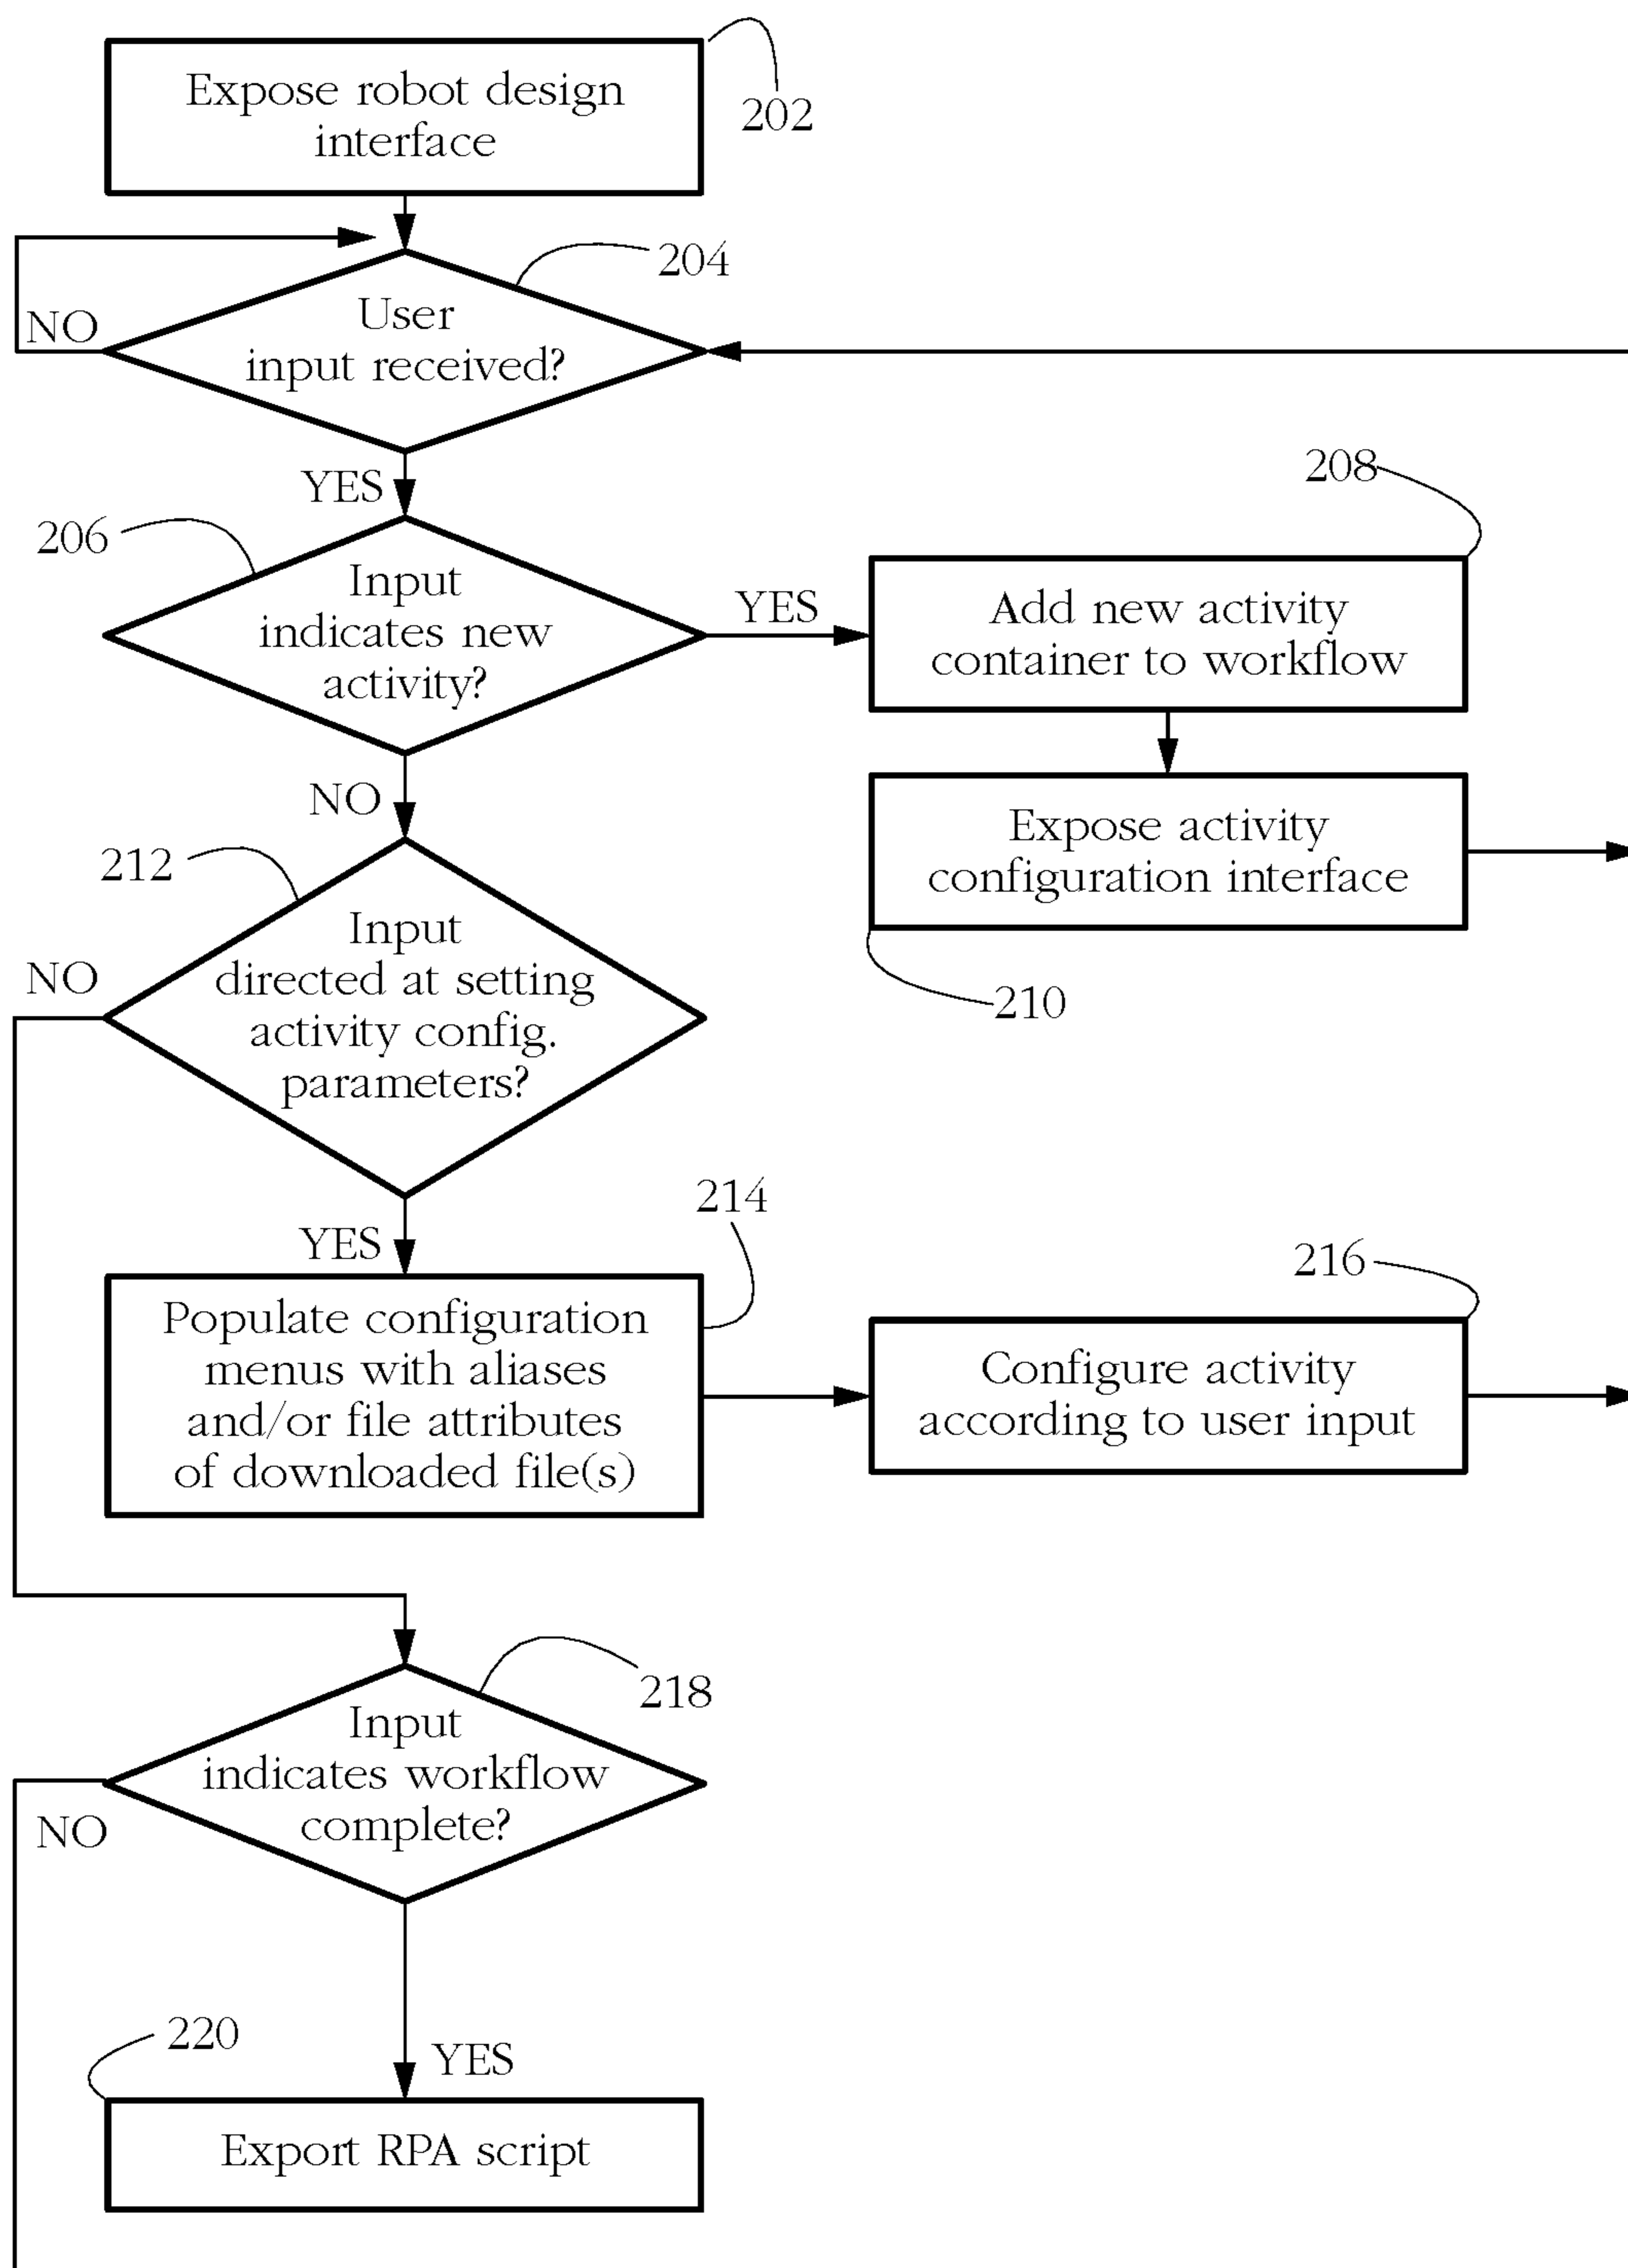 Expose robot design
interface
202
204
User
input received?
NO
YES
206
208
Input
indicates new
activity?
YES
Add new activity
container to workflow
NO
Expose activity
configuration interface
210
212
Input
directed at setting
activity config.
parameters?
NO
YES
214
216
Populate configuration
menus with aliases
and/or file attributes
of downloaded file(s)
Configure activity
according to user input
218
Input
indicates workflow
complete?
NO
YES
220
Export RPA script